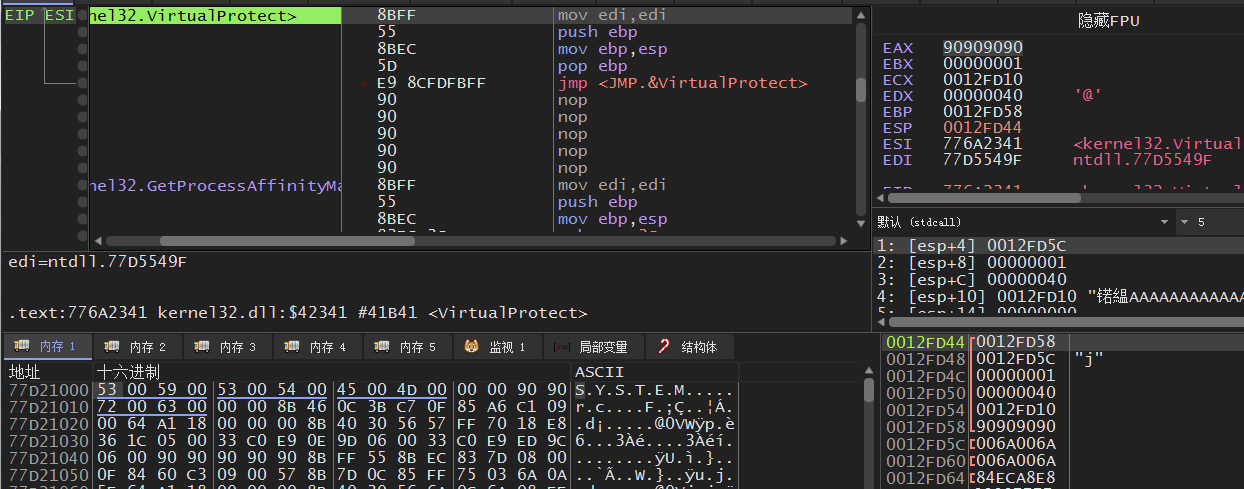 EIP ESI
nel32.VirtualProtect> 8BFF mov edi,edi
55 push ebp
8BEC mov ebp,esp
5D pop ebp
E9 8CFDFBFF jmp <JMP.&VirtualProtect>
90 nop
90 nop
90 nop
90 nop
90 nop
nel32.GetProcessAffinityMa 8BFF mov edi,edi
55 push ebp
8BEC mov ebp,esp
隐藏FPU
EAX 90909090
EBX 00000001
ECX 0012FD10
EDX 00000040 '@'
EBP 0012FD58
ESP 0012FD44
ESI 776A2341 <kernel32.Virtual
EDI 77D5549F ntdll.77D5549F
默认 (stdcall) 5
1: [esp+4] 0012FD5C
2: [esp+8] 00000001
3: [esp+C] 00000040
4: [esp+10] 0012FD10 "锘緼AAAAAAAAAAAA
5: [esp+14] 90909090
edi=ntdll.77D5549F
.text:776A2341 kernel32.dll:$42341 #41B41 <VirtualProtect>
内存 1 内存 2 内存 3 内存 4 内存 5 监视 1 局部变量 结构体
地址 十六进制 ASCII
77D21000 53 00 59 00 53 00 54 00 45 00 4D 00 00 00 90 90 S.Y.S.T.E.M.....
77D21010 72 00 63 00 00 00 8B 46 0C 3B C7 0F 85 A6 C1 09 r.c....F.;Ç..¦Á.
77D21020 00 64 A1 18 00 00 00 8B 40 30 56 57 FF 70 18 E8 .d¡.....@0VWÿp.è
77D21030 36 1C 05 00 33 C0 E9 0E 9D 06 00 33 C0 E9 ED 9C 6...3Àé....3Àéí.
77D21040 06 00 90 90 90 90 90 8B FF 55 8B EC 83 7D 08 00 ........ÿU.ì.}..
77D21050 0F 84 60 C3 09 00 57 8B 7D 0C 85 FF 75 03 6A 0A ..`Ã..W.}..ÿu.j.
0012FD44 0012FD58
0012FD48 0012FD5C "j"
0012FD4C 00000001
0012FD50 00000040
0012FD54 0012FD10
0012FD58 90909090
0012FD5C 006A006A
0012FD60 006A006A
0012FD64 84ECA8E8